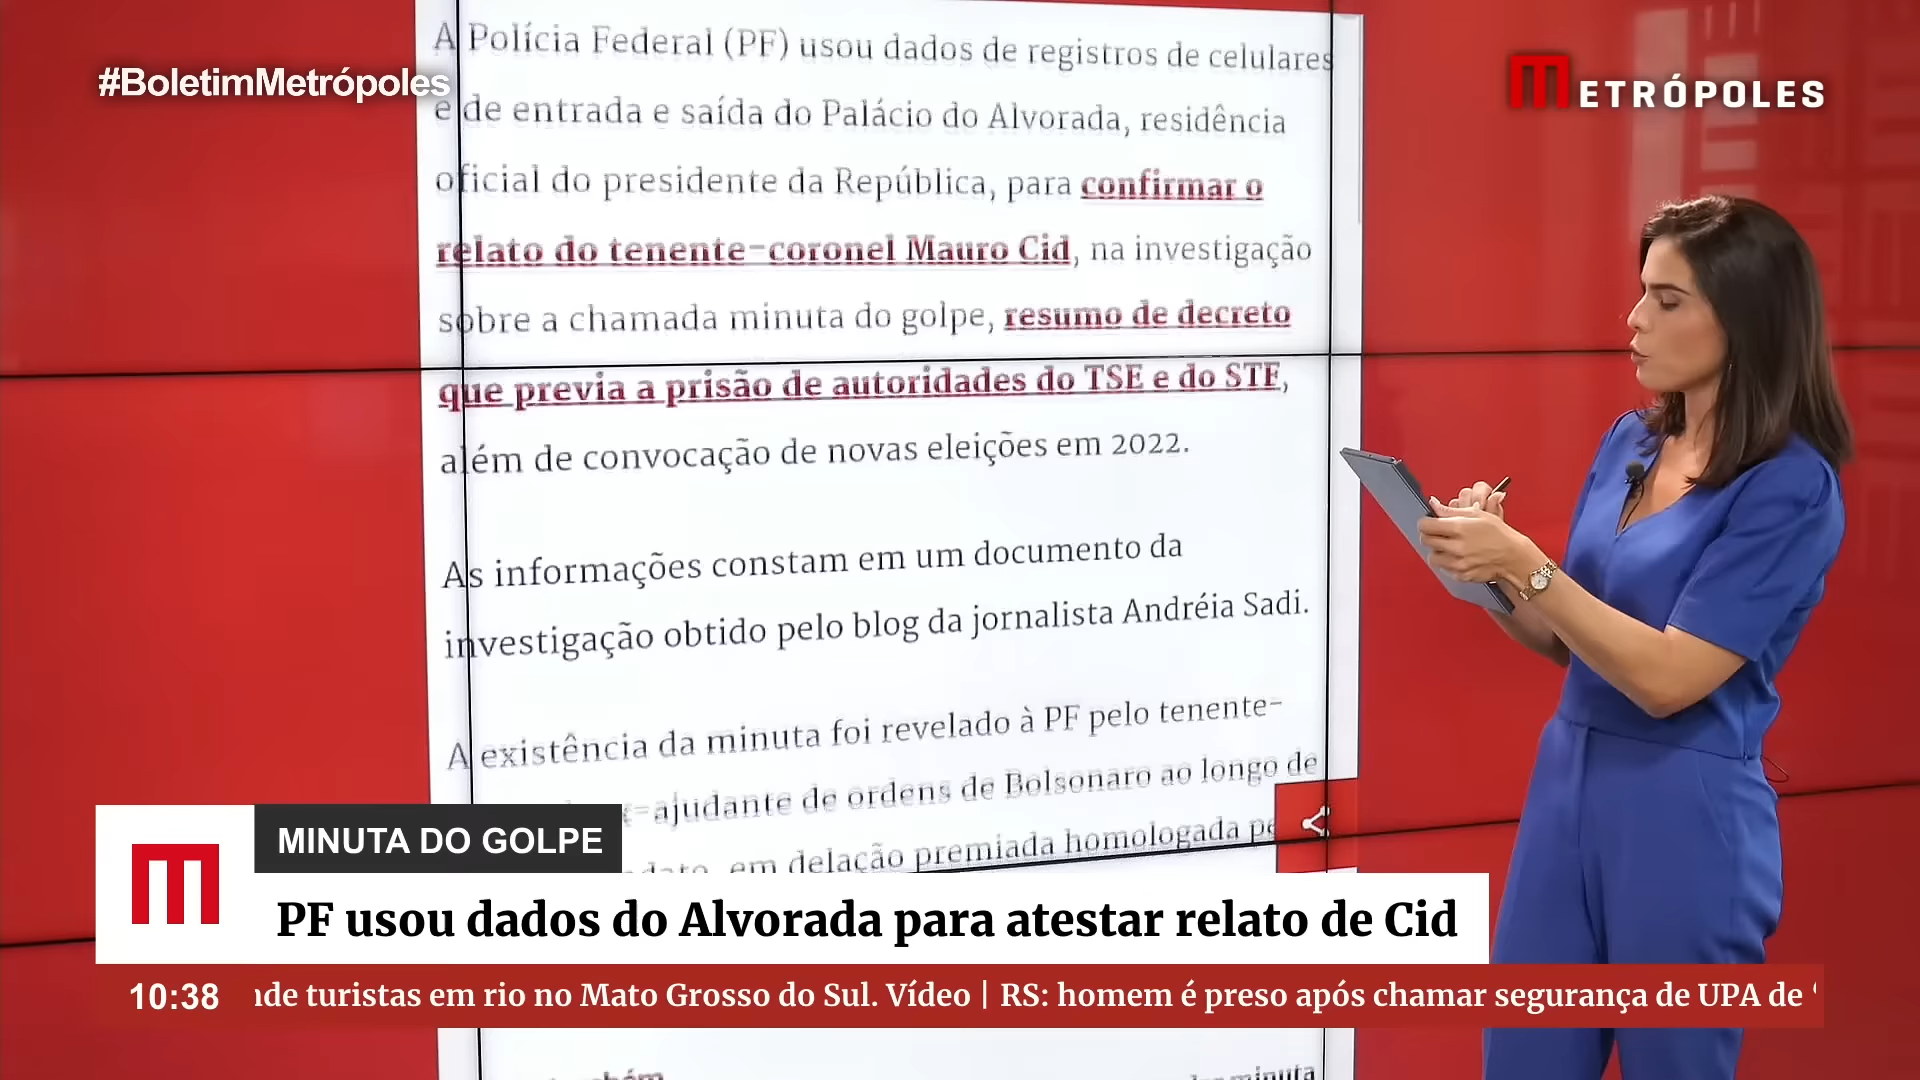 #BoletimMetrópoles
METRÓPOLES
A Polícia Federal (PF) usou dados de registros de celulares
e de entrada e saída do Palácio do Alvorada, residência
oficial do presidente da República, para confirmar o
relato do tenente-coronel Mauro Cid, na investigação
sobre a chamada minuta do golpe, resumo de decreto
que previa a prisão de autoridades do TSE e do STF,
além de convocação de novas eleições em 2022.
As informações constam em um documento da
investigação obtido pelo blog da jornalista Andréia Sadi.
A existência da minuta foi revelado à PF pelo tenente-
-ajudante de ordens de Bolsonaro ao longo de
em delação premiada homologada
MINUTA DO GOLPE
PF usou dados do Alvorada para atestar relato de Cid
10:38 nde turistas em rio no Mato Grosso do Sul. Vídeo | RS: homem é preso após chamar segurança de UPA de "
minuta